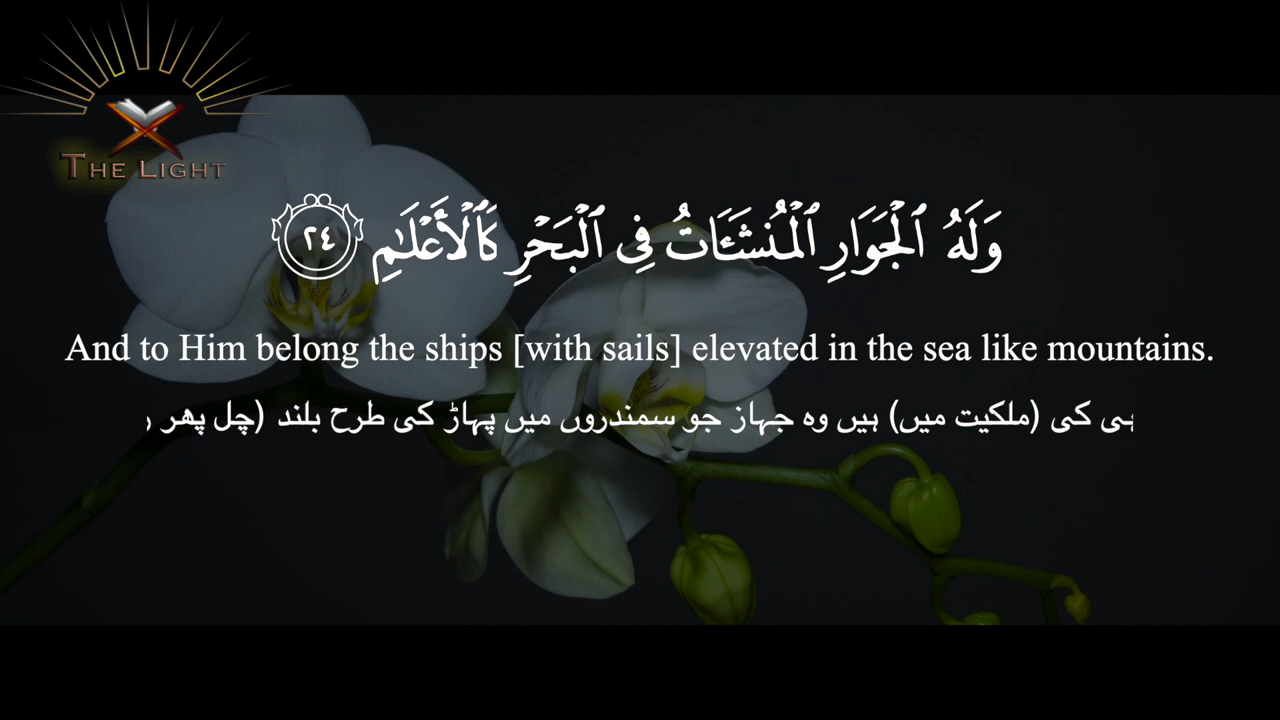 THE LIGHT
وَلَهُ ٱلْجَوَارِ ٱلْمُنشَـَٔاتُ فِى ٱلْبَحْرِ كَٱلْأَعْلَـٰمِ ٢٤
And to Him belong the ships [with sails] elevated in the sea like mountains.
کی (ملکیت میں) ہیں وہ جہاز جو سمندروں میں پہاڑ کی طرح بلند (چل پھر